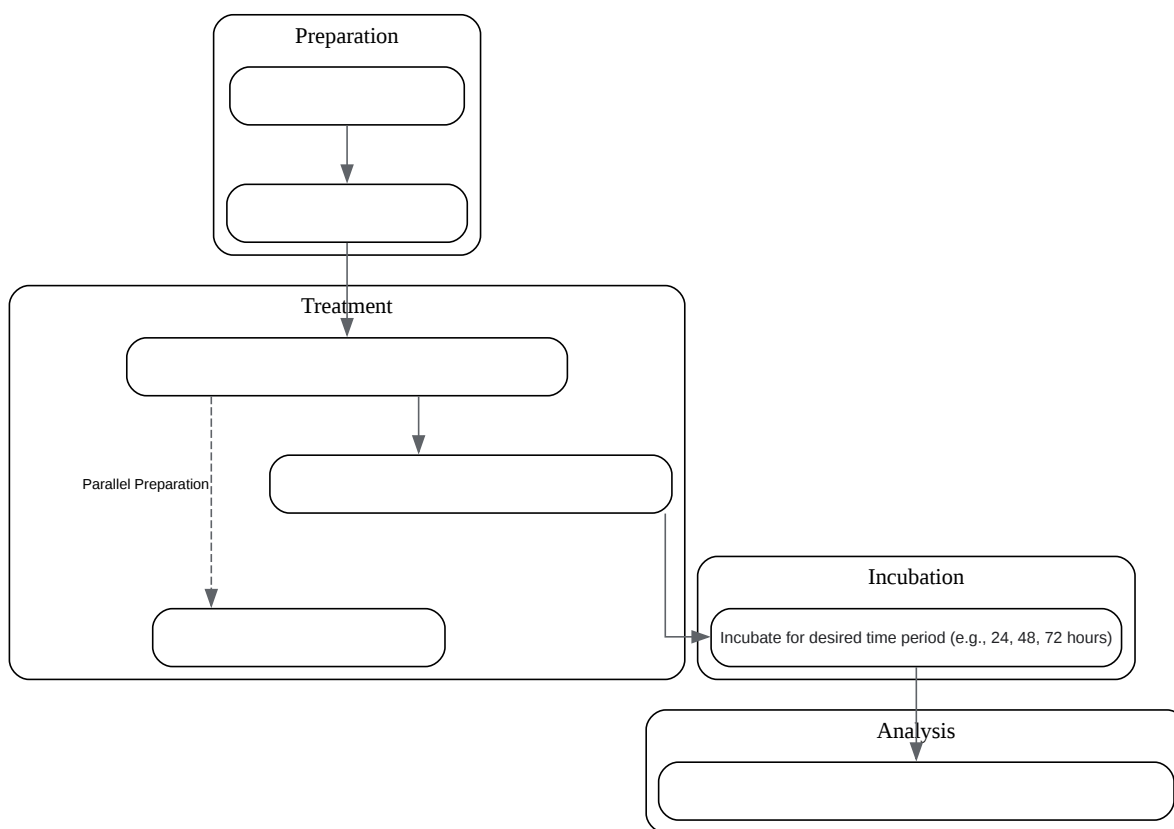 Preparation
Treatment
Parallel Preparation
Incubation
Incubate for desired time period (e.g., 24, 48, 72 hours)
Analysis